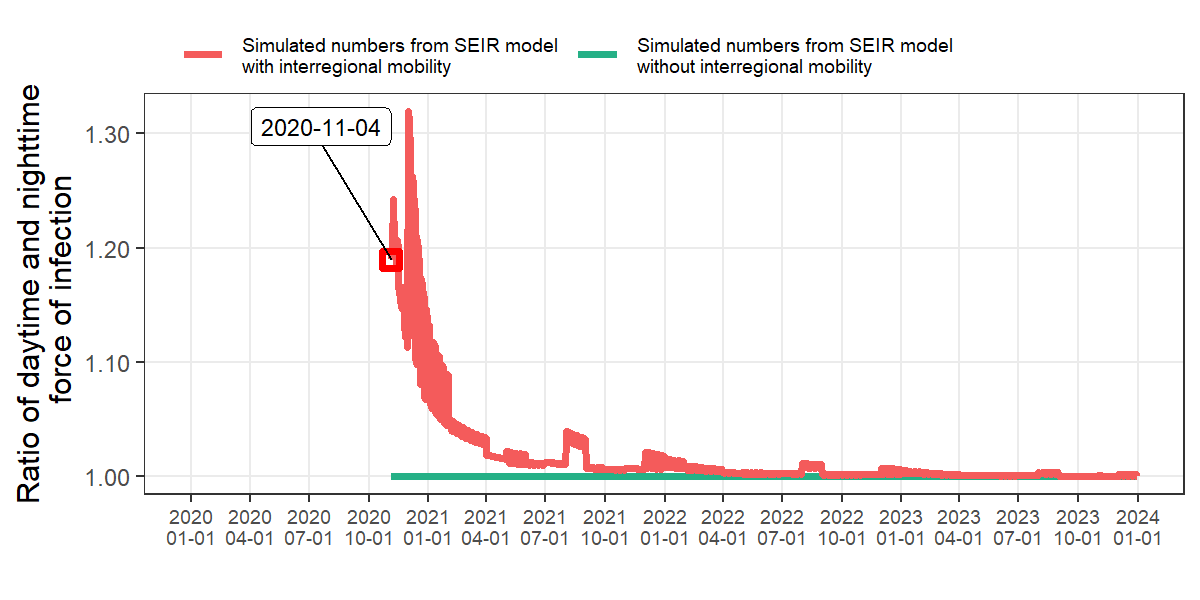 Simulated numbers from SEIR model
with interregional mobility
Simulated numbers from SEIR model
without interregional mobility
Ratio of daytime and nighttime
force of infection
1.30
1.20
1.10
1.00
2020-11-04
2020 2020 2020 2020 2021 2021 2021 2021 2022 2022 2022 2022 2023 2023 2023 2023 2024
01-01 04-01 07-01 10-01 01-01 04-01 07-01 10-01 01-01 04-01 07-01 10-01 01-01 04-01 07-01 10-01 01-01